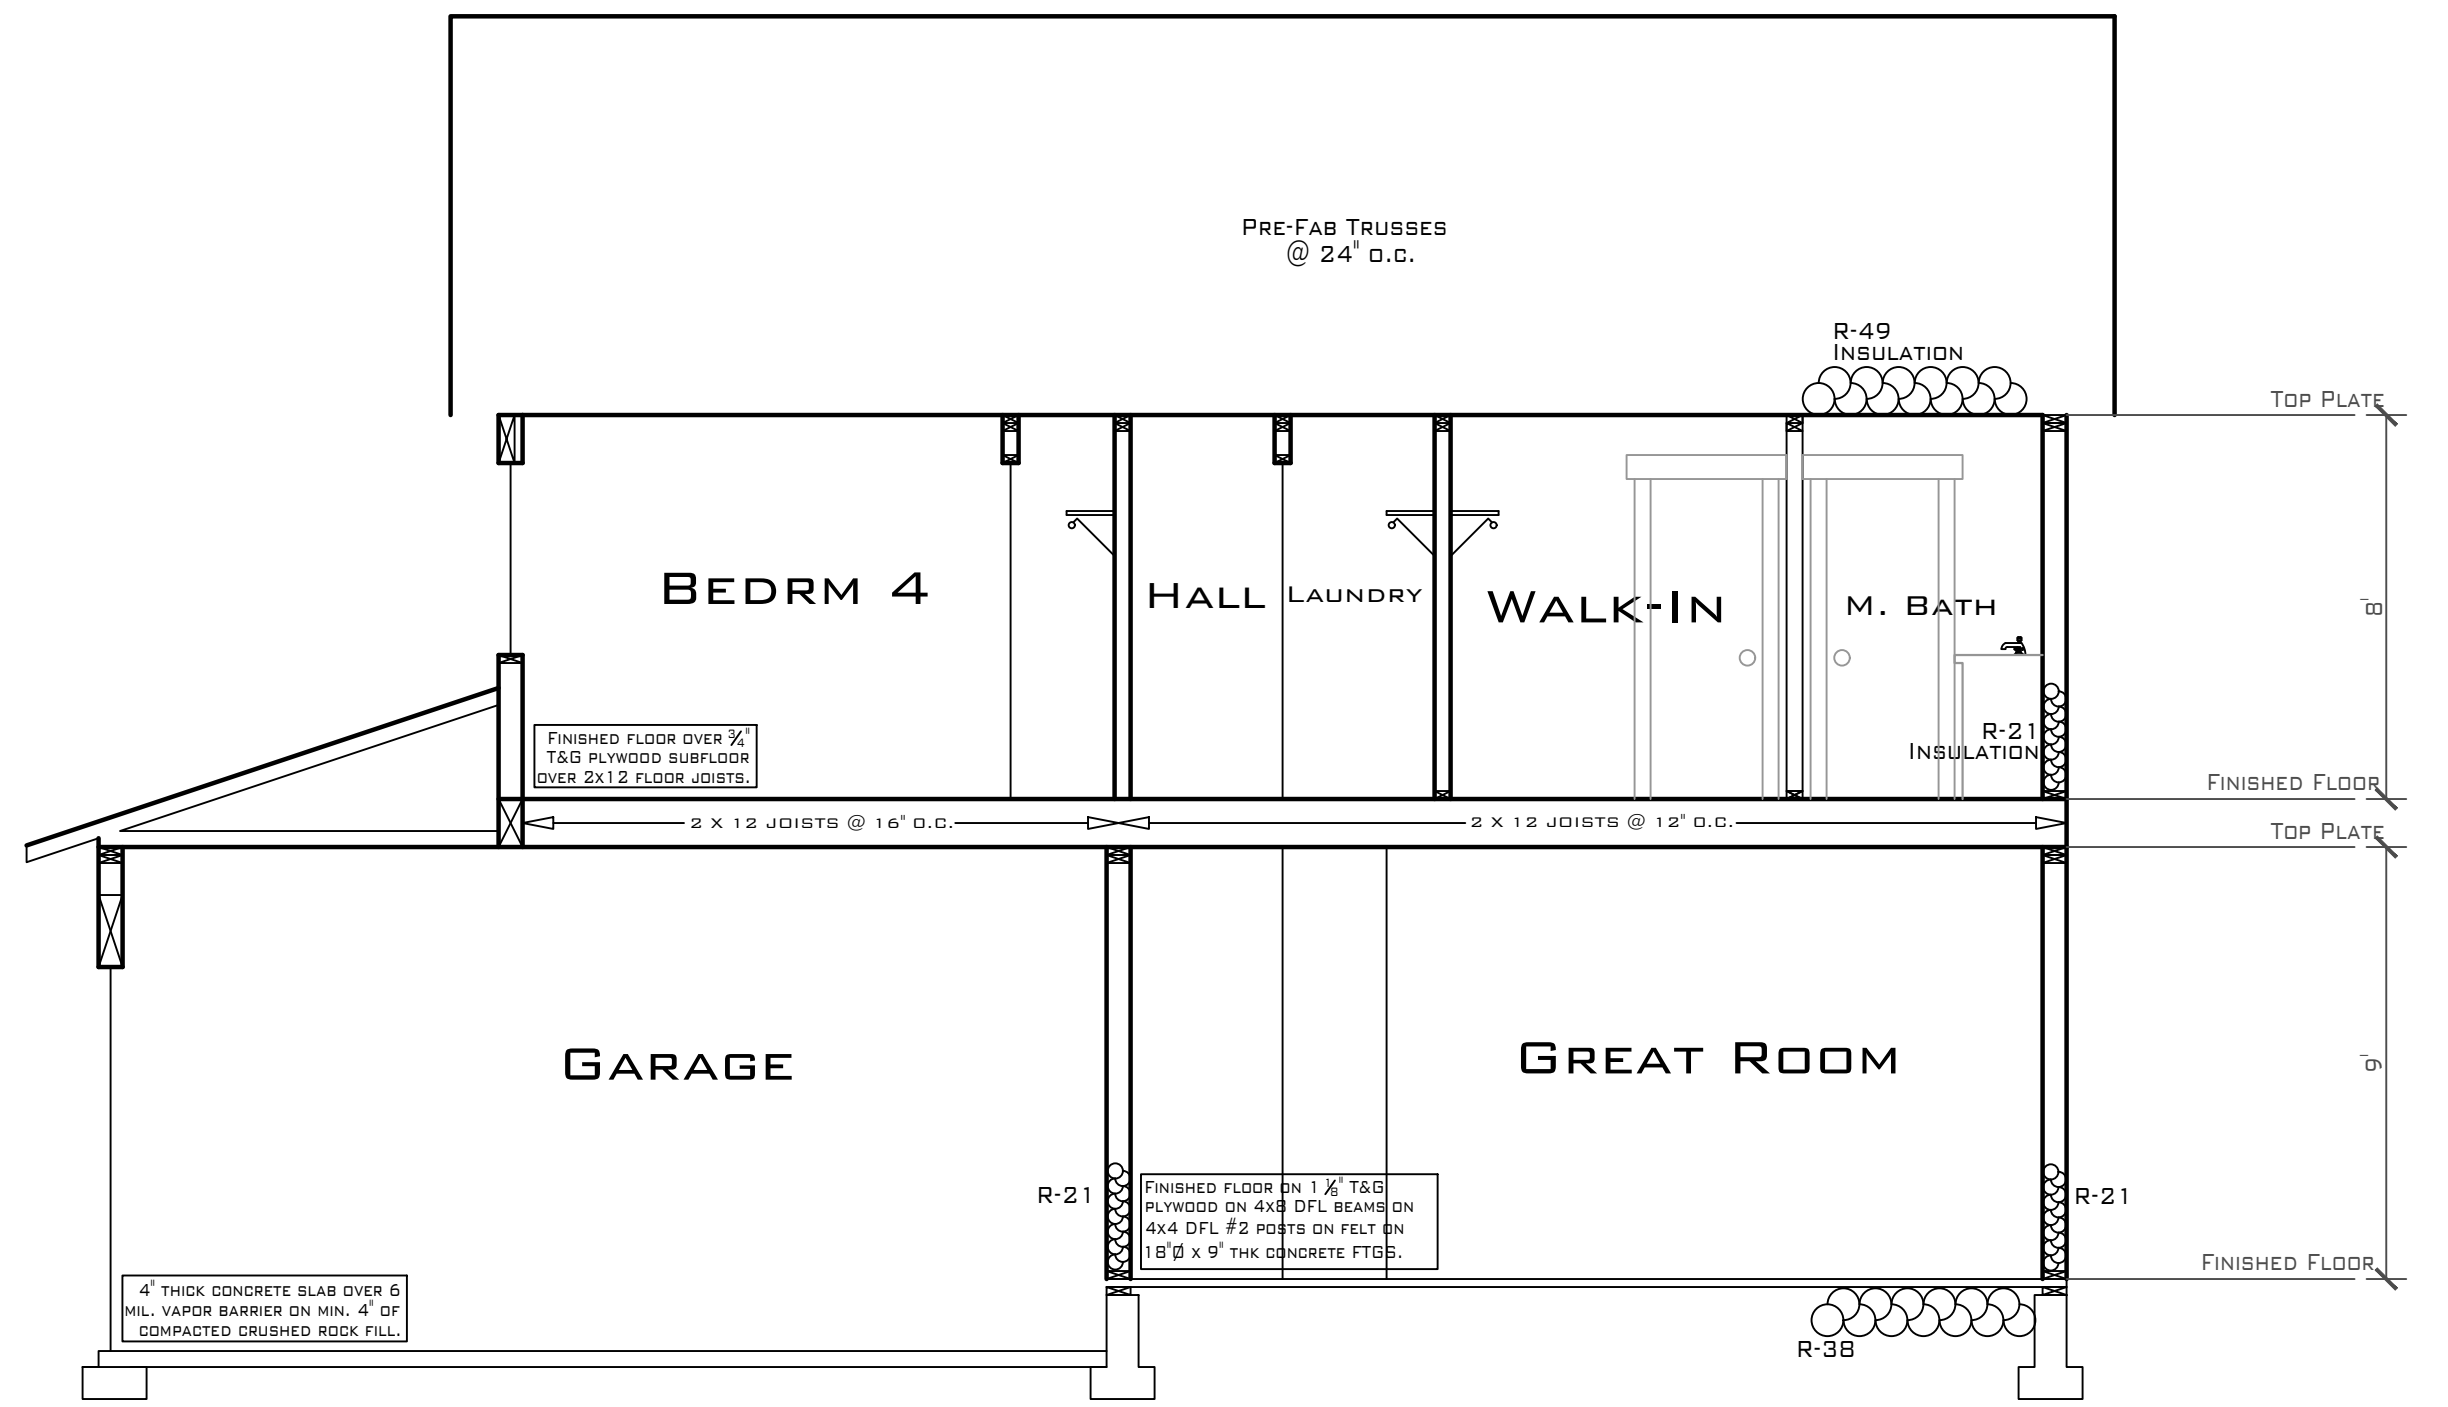 Pre-Fab Trusses
@ 24" o.c.
R-49
Insulation
Top Plate
8'
Bedrm 4
Hall
Laundry
Walk-In
M. Bath
R-21
Insulation
Finished floor over 3/4"
T&G plywood subfloor
over 2x12 floor joists.
Finished Floor
2 x 12 joists @ 16" o.c.
2 x 12 joists @ 12" o.c.
Top Plate
9'
Garage
Great Room
R-21
Finished floor on 1 1/8" T&G
plywood on 4x8 DFL beams on
4x4 DFL #2 posts on felt on
18"Ø x 9" thk concrete FTGS.
R-21
Finished Floor
4" thick concrete slab over 6
mil. vapor barrier on min. 4" of
compacted crushed rock fill.
R-38